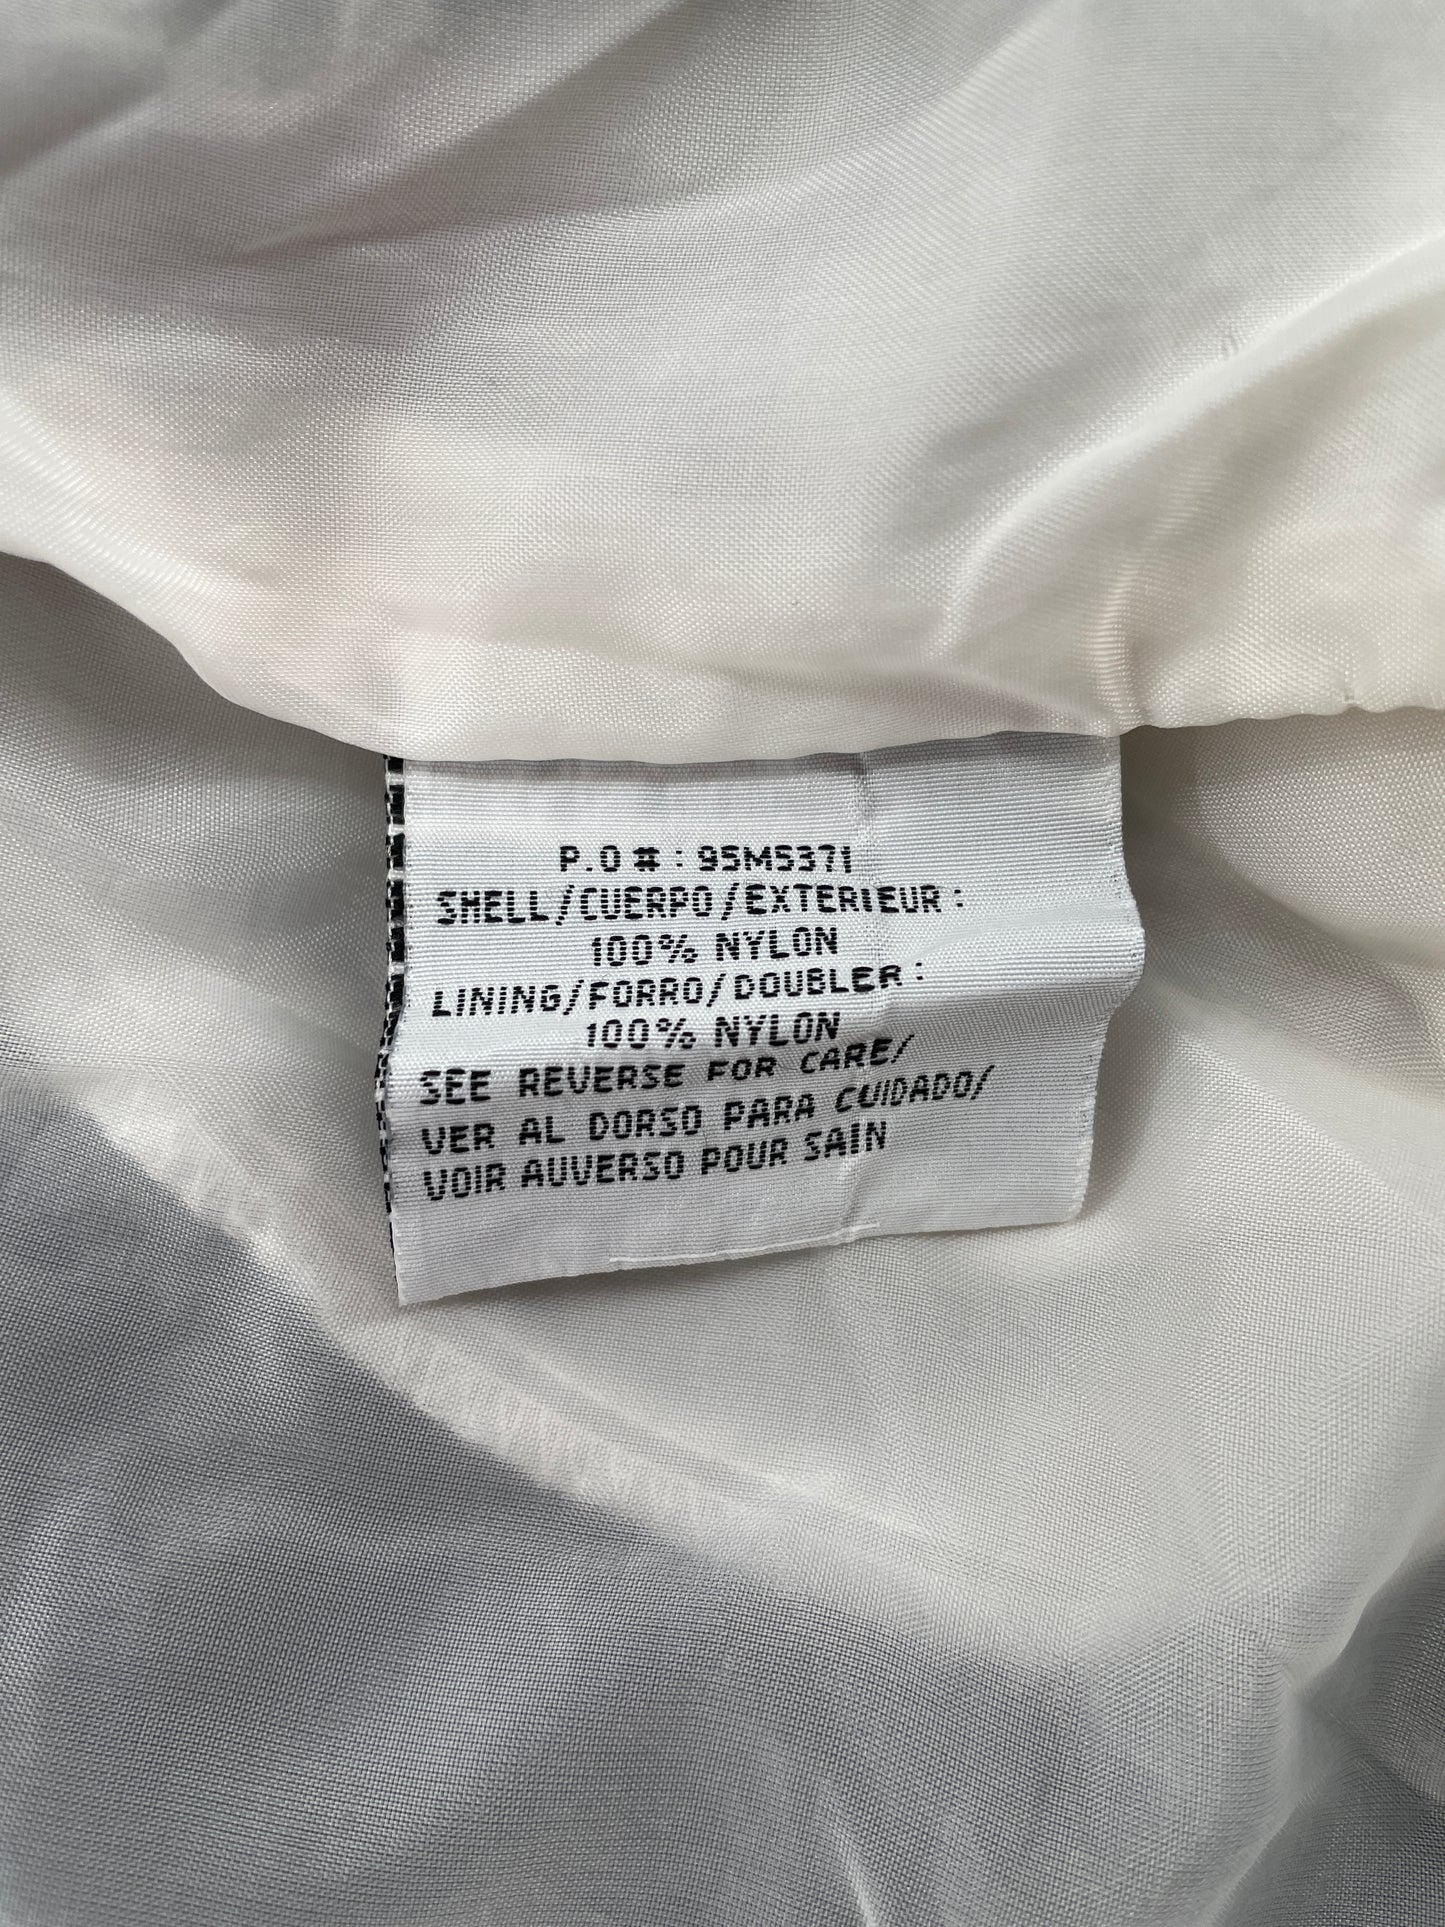 P.O #: 95M5371
SHELL/CUERPO/EXTERIEUR:
100% NYLON
LINING/FORRO/DOUBLER:
100% NYLON
SEE REVERSE FOR CARE/
VER AL DORSO PARA CUIDADO/
VOIR AUVERSO POUR SAIN